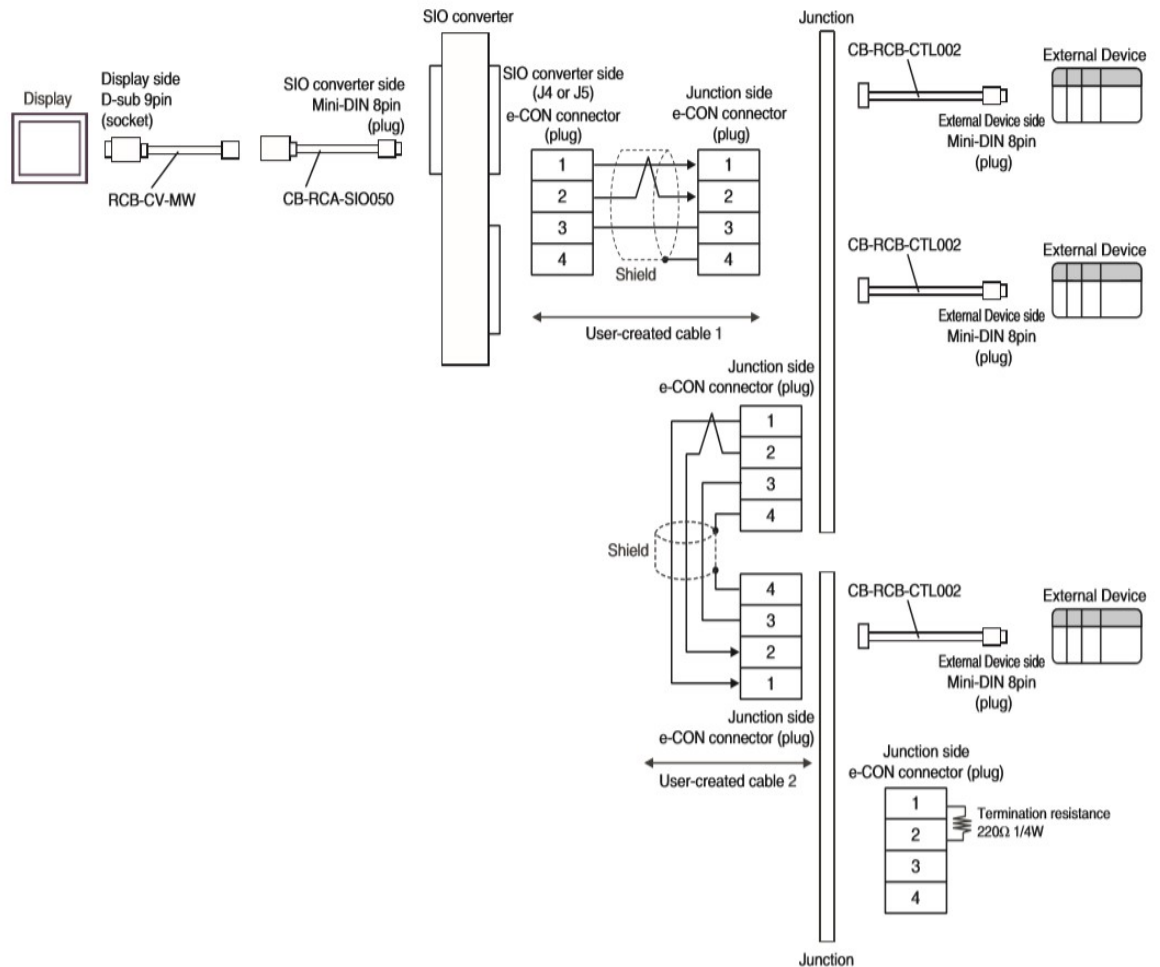 SIO converter
Junction
Display
Display side
D-sub 9pin
(socket)
RCB-CV-MW
SIO converter side
Mini-DIN 8pin
(plug)
CB-RCA-SIO050
SIO converter side
(J4 or J5)
e-CON connector
(plug)
1
2
3
4
Junction side
e-CON connector
(plug)
1
2
3
4
Shield
User-created cable 1
CB-RCB-CTL002
External Device side
Mini-DIN 8pin
(plug)
External Device
CB-RCB-CTL002
External Device side
Mini-DIN 8pin
(plug)
External Device
Junction side
e-CON connector (plug)
1
2
3
4
Shield
4
3
2
1
Junction side
e-CON connector (plug)
User-created cable 2
CB-RCB-CTL002
External Device side
Mini-DIN 8pin
(plug)
External Device
Junction side
e-CON connector (plug)
1
2
3
4
Termination resistance
220Ω 1/4W
Junction